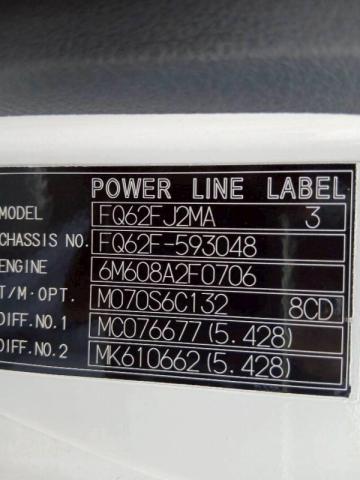 POWER LINE LABEL
MODEL FQ62FJ2MA 3
CHASSIS NO. FQ62F-593048
ENGINE 6M608A2F0706
T/M·OPT. M070S6C132 8CD
DIFF.NO.1 MC076677(5.428)
DIFF.NO.2 MK610662(5.428)